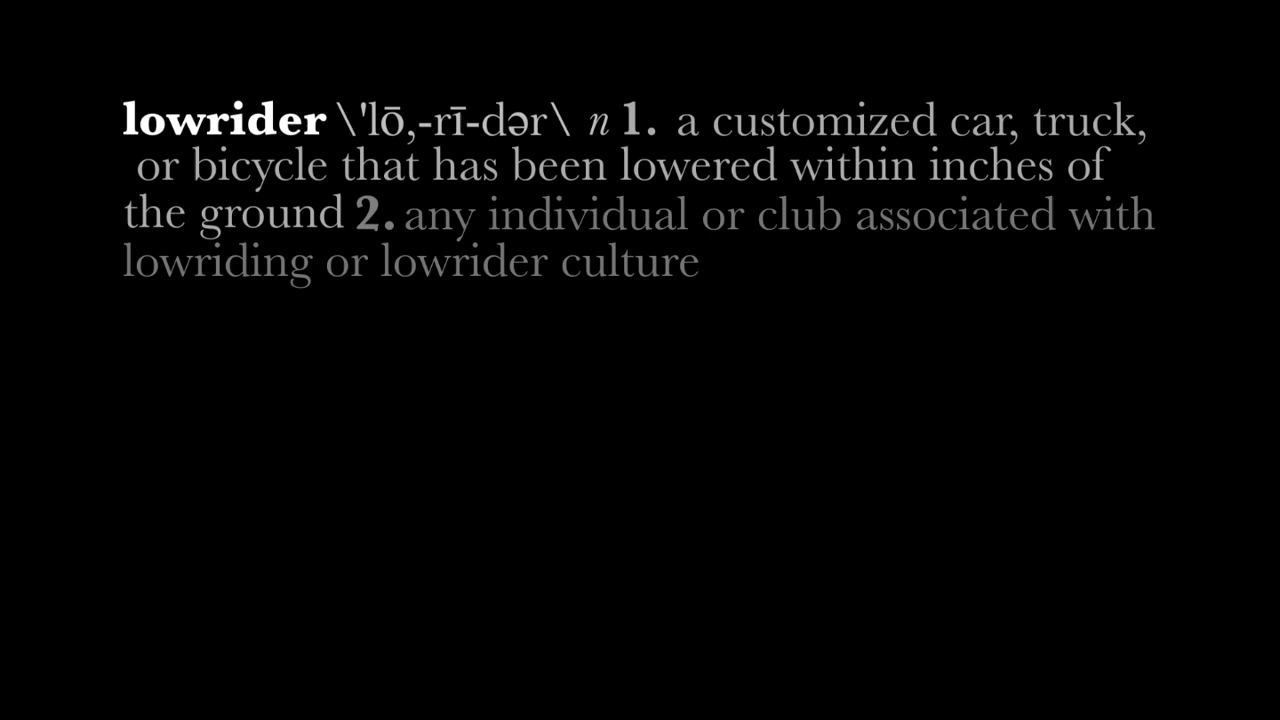 lowrider \'lō,-rī-dər\ n 1. a customized car, truck,
or bicycle that has been lowered within inches of
the ground 2. any individual or club associated with
lowriding or lowrider culture